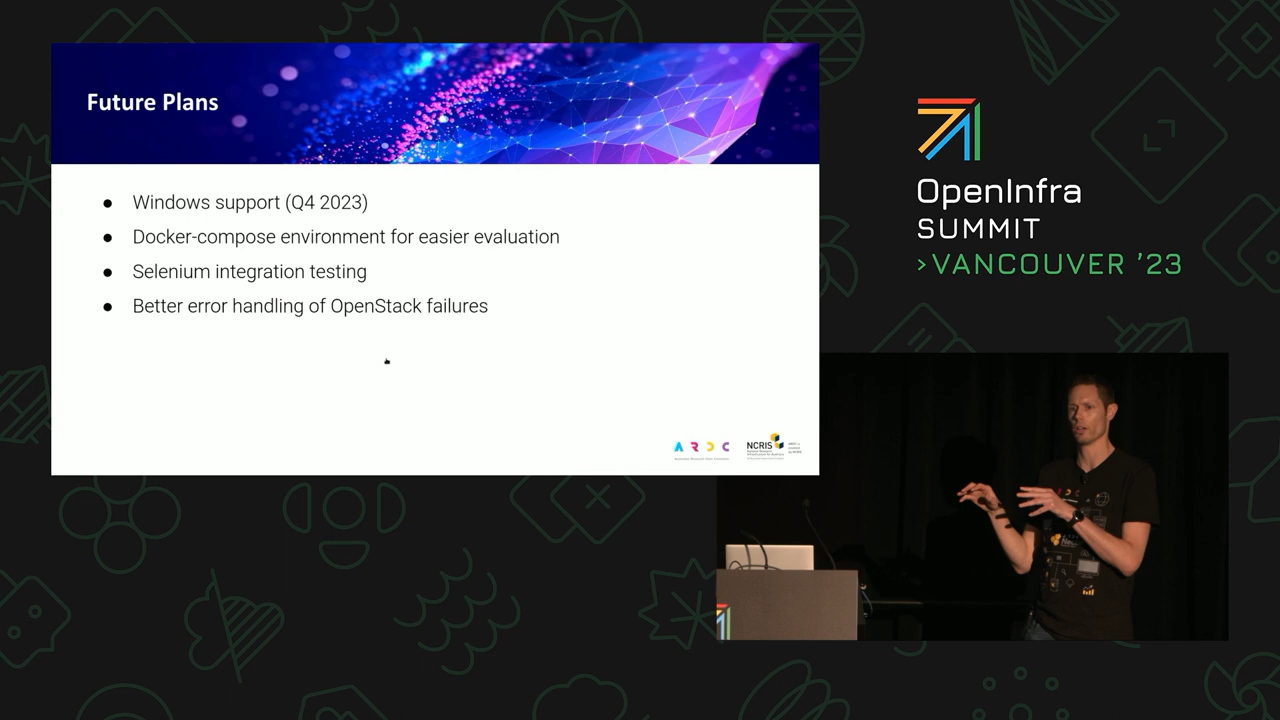 Future Plans
● Windows support (Q4 2023)
● Docker-compose environment for easier evaluation
● Selenium integration testing
● Better error handling of OpenStack failures
ARDC
NCRIS
OpenInfra
SUMMIT
>VANCOUVER ’23